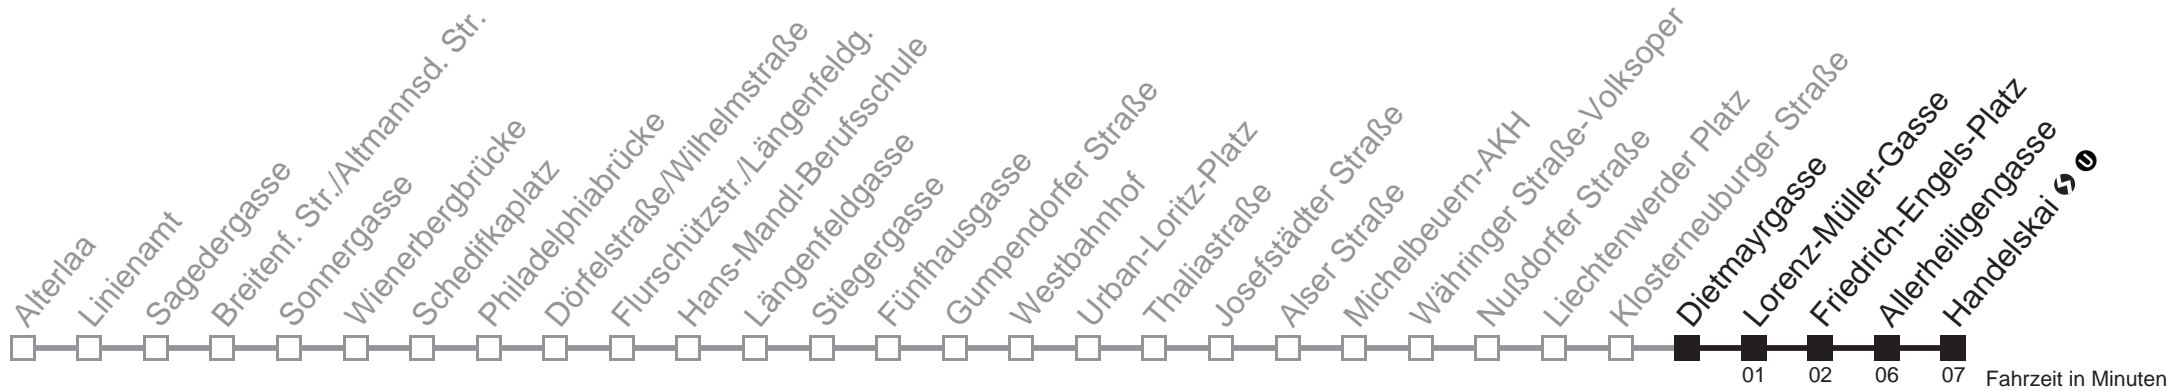 Alterlaa
Linienamt
Sagedergasse
Breitenf. Str./Altmannsd. Str.
Sonnergasse
Wienerbergbrücke
Schedifkaplatz
Philadelphiabrücke
Dörfelstraße/Wilhelmstraße
Flurschützstr./Längenfeldg.
Hans-Mandl-Berufsschule
Längenfeldgasse
Stiegergasse
Fünfhausgasse
Gumpendorfer Straße
Westbahnhof
Urban-Loritz-Platz
Thaliastraße
Josefstädter Straße
Alser Straße
Michelbeuern-AKH
Währinger Straße-Volksoper
Nußdorfer Straße
Liechtenwerder Platz
Klosterneuburger Straße
Dietmayrgasse
Lorenz-Müller-Gasse
Friedrich-Engels-Platz
Allerheiligengasse
Handelskai S U
01 02 06 07 Fahrzeit in Minuten